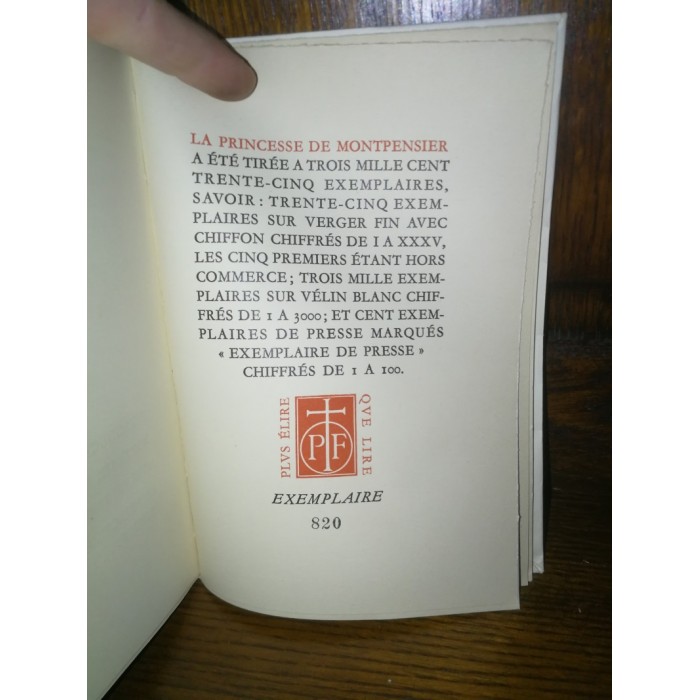 LA PRINCESSE DE MONTPENSIER
A ÉTÉ TIRÉE A TROIS MILLE CENT
TRENTE-CINQ EXEMPLAIRES,
SAVOIR : TRENTE-CINQ EXEM-
PLAIRES SUR VERGER FIN AVEC
CHIFFON CHIFFRÉS DE I A XXXV,
LES CINQ PREMIERS ÉTANT HORS
COMMERCE ; TROIS MILLE EXEM-
PLAIRES SUR VÉLIN BLANC CHIF-
FRÉS DE 1 A 3000 ; ET CENT EXEM-
PLAIRES DE PRESSE MARQUÉS
« EXEMPLAIRE DE PRESSE »
CHIFFRÉS DE 1 A 100.
PLVS ÉLIRE
P F
QVE LIRE
EXEMPLAIRE
820